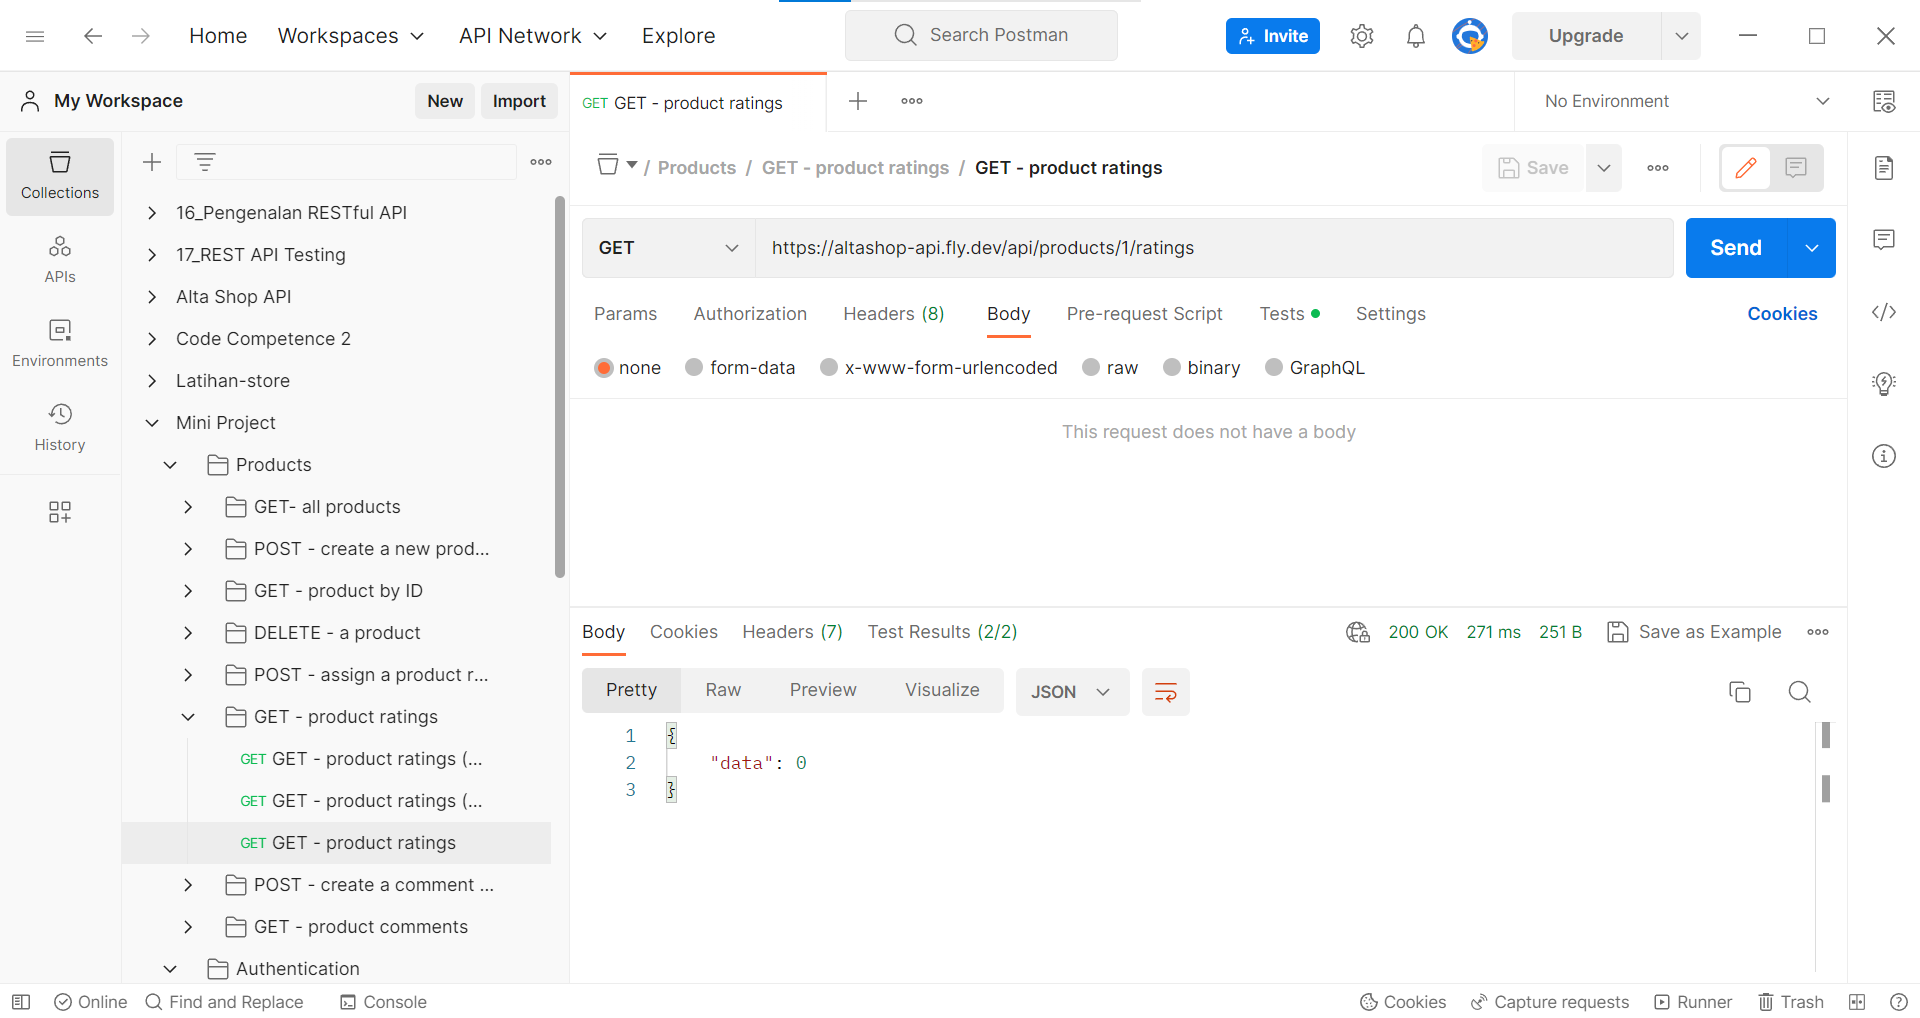 Home Workspaces API Network Explore Search Postman Invite Upgrade
My Workspace New Import
GET GET - product ratings
No Environment
Collections
APIs
Environments
History
16_Pengenalan RESTful API
17_REST API Testing
Alta Shop API
Code Competence 2
Latihan-store
Mini Project
Products
GET- all products
POST - create a new prod...
GET - product by ID
DELETE - a product
POST - assign a product r...
GET - product ratings
GET GET - product ratings (...
GET GET - product ratings (...
GET GET - product ratings
POST - create a comment ...
GET - product comments
Authentication
/ Products / GET - product ratings / GET - product ratings
Save
GET https://altashop-api.fly.dev/api/products/1/ratings Send
Params Authorization Headers (8) Body Pre-request Script Tests Settings Cookies
none form-data x-www-form-urlencoded raw binary GraphQL
This request does not have a body
Body Cookies Headers (7) Test Results (2/2) 200 OK 271 ms 251 B Save as Example
Pretty Raw Preview Visualize JSON
1 {
2 "data": 0
3 }
Online Find and Replace Console Cookies Capture requests Runner Trash